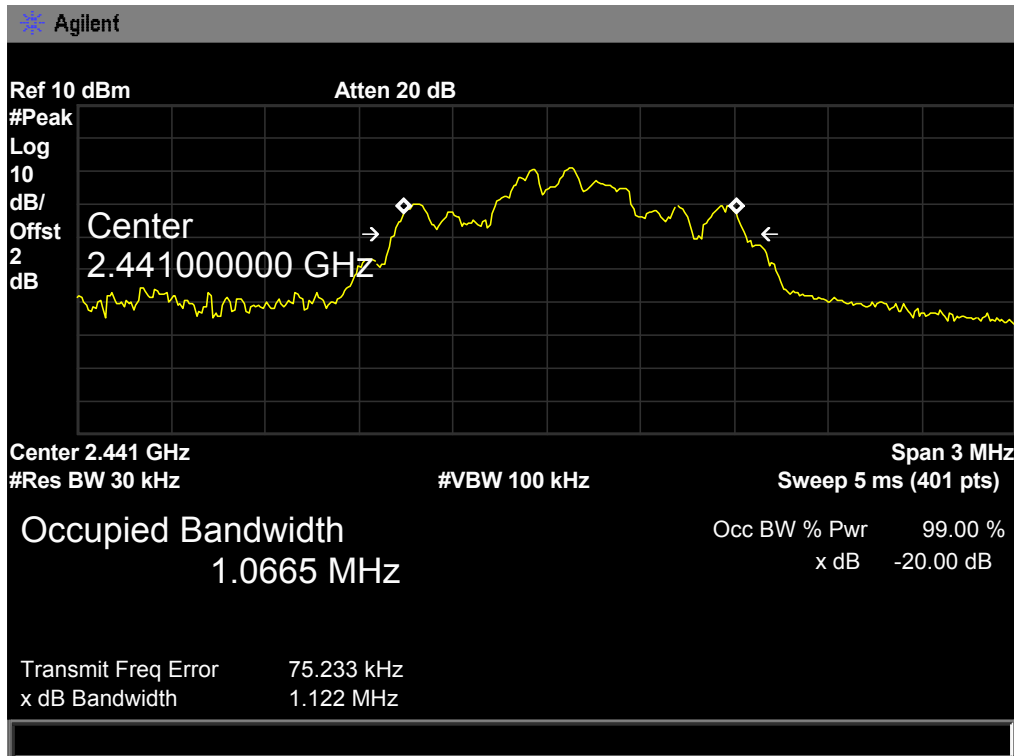 Agilent
Ref 10 dBm Atten 20 dB
#Peak
Log
10
dB/
Offst
2
dB
Center
2.441000000 GHz
Center 2.441 GHz Span 3 MHz
#Res BW 30 kHz #VBW 100 kHz Sweep 5 ms (401 pts)
Occupied Bandwidth Occ BW % Pwr 99.00 %
1.0665 MHz x dB -20.00 dB
Transmit Freq Error 75.233 kHz
x dB Bandwidth 1.122 MHz